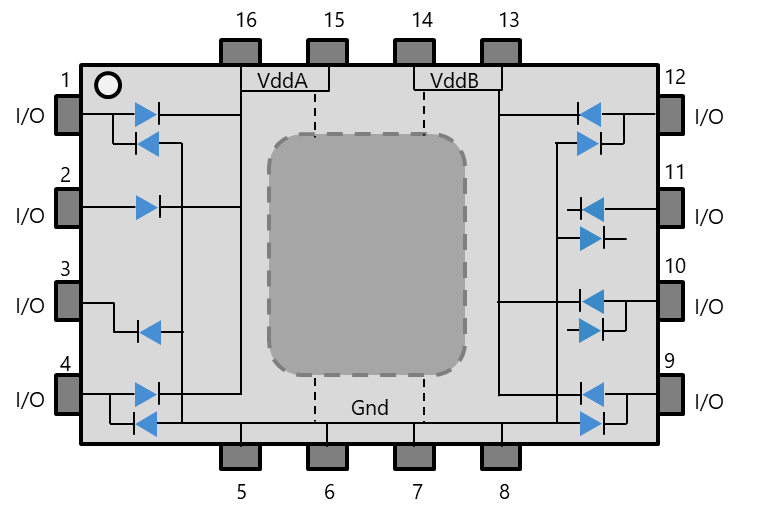 16 15 14 13
VddA VddB
1 12
I/O I/O
2 11
I/O I/O
3 10
I/O I/O
4 9
I/O Gnd I/O
5 6 7 8